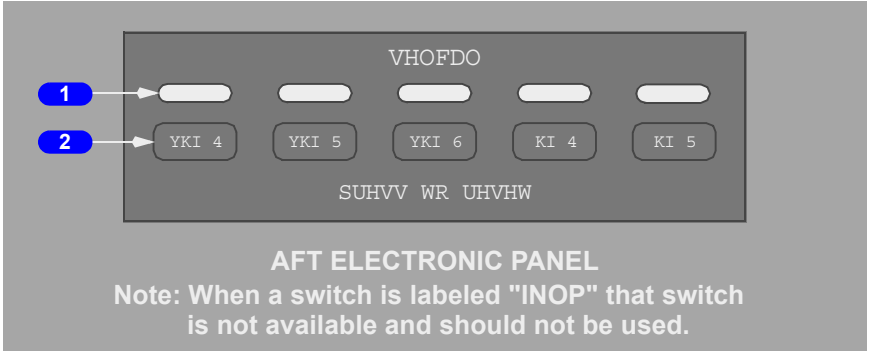 VHOFDO
1
2
YKI 4 YKI 5 YKI 6 KI 4 KI 5
SUHVV WR UHVHW
AFT ELECTRONIC PANEL
Note: When a switch is labeled "INOP" that switch
is not available and should not be used.